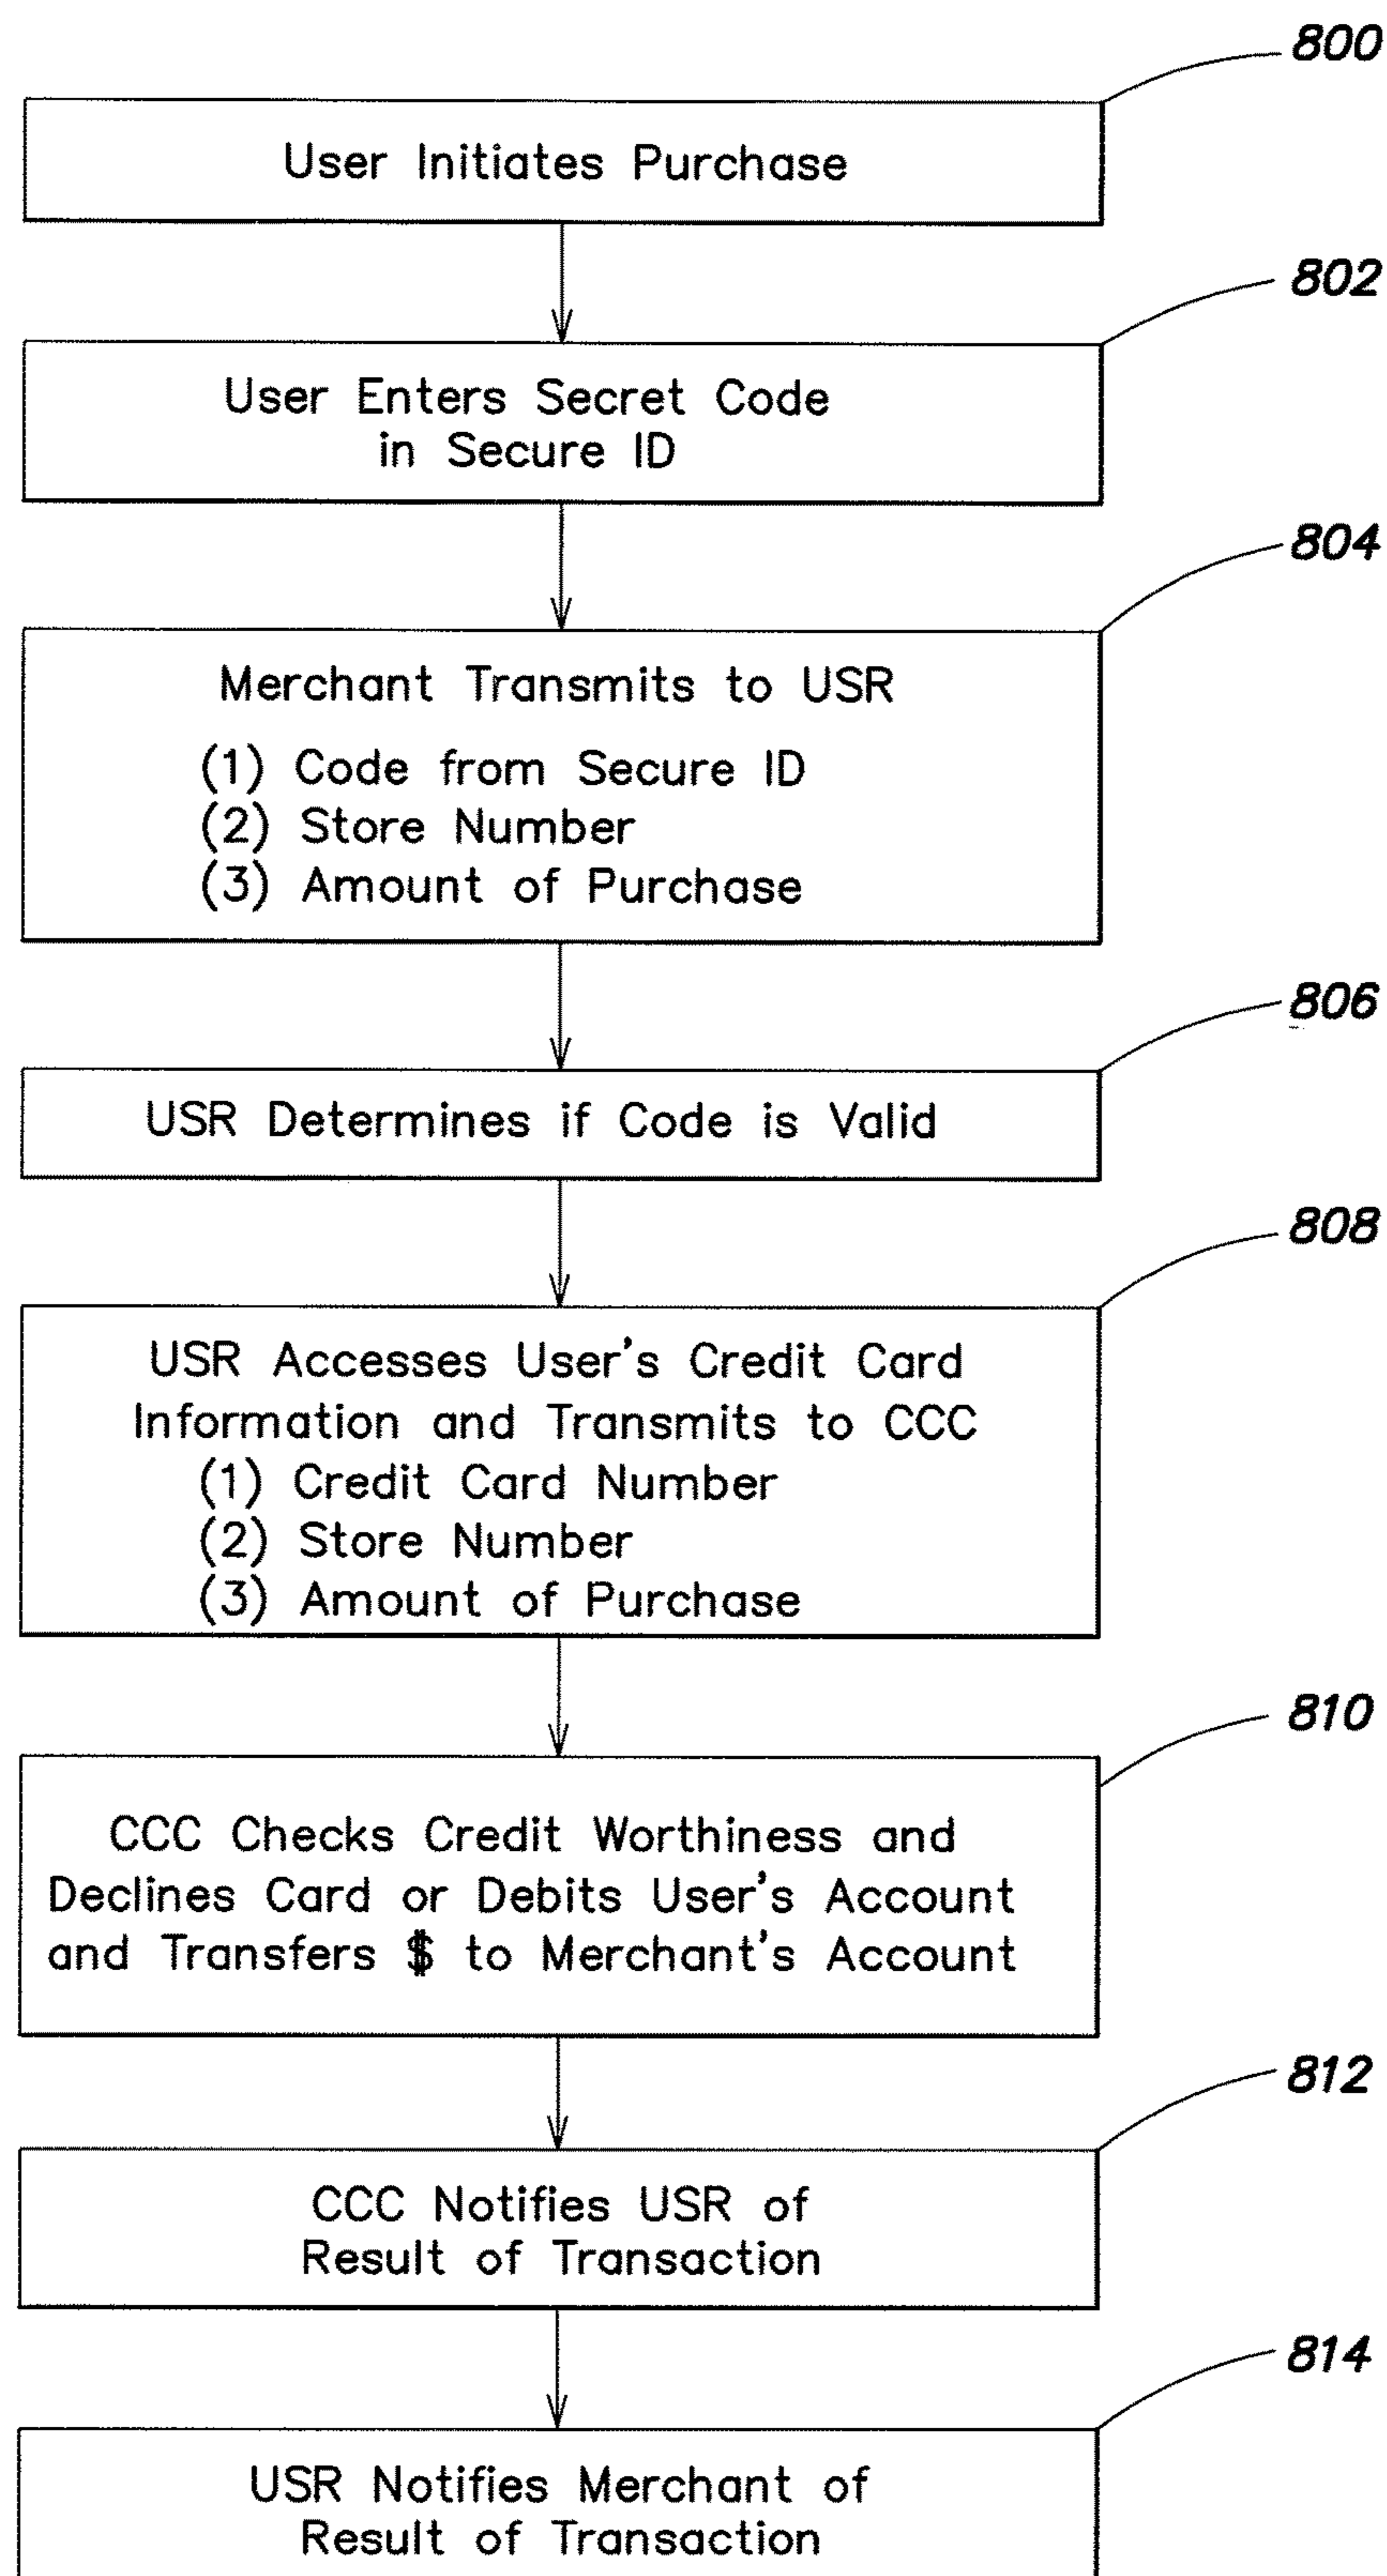 800
User Initiates Purchase
802
User Enters Secret Code
in Secure ID
804
Merchant Transmits to USR
(1) Code from Secure ID
(2) Store Number
(3) Amount of Purchase
806
USR Determines if Code is Valid
808
USR Accesses User's Credit Card
Information and Transmits to CCC
(1) Credit Card Number
(2) Store Number
(3) Amount of Purchase
810
CCC Checks Credit Worthiness and
Declines Card or Debits User's Account
and Transfers $ to Merchant's Account
812
CCC Notifies USR of
Result of Transaction
814
USR Notifies Merchant of
Result of Transaction